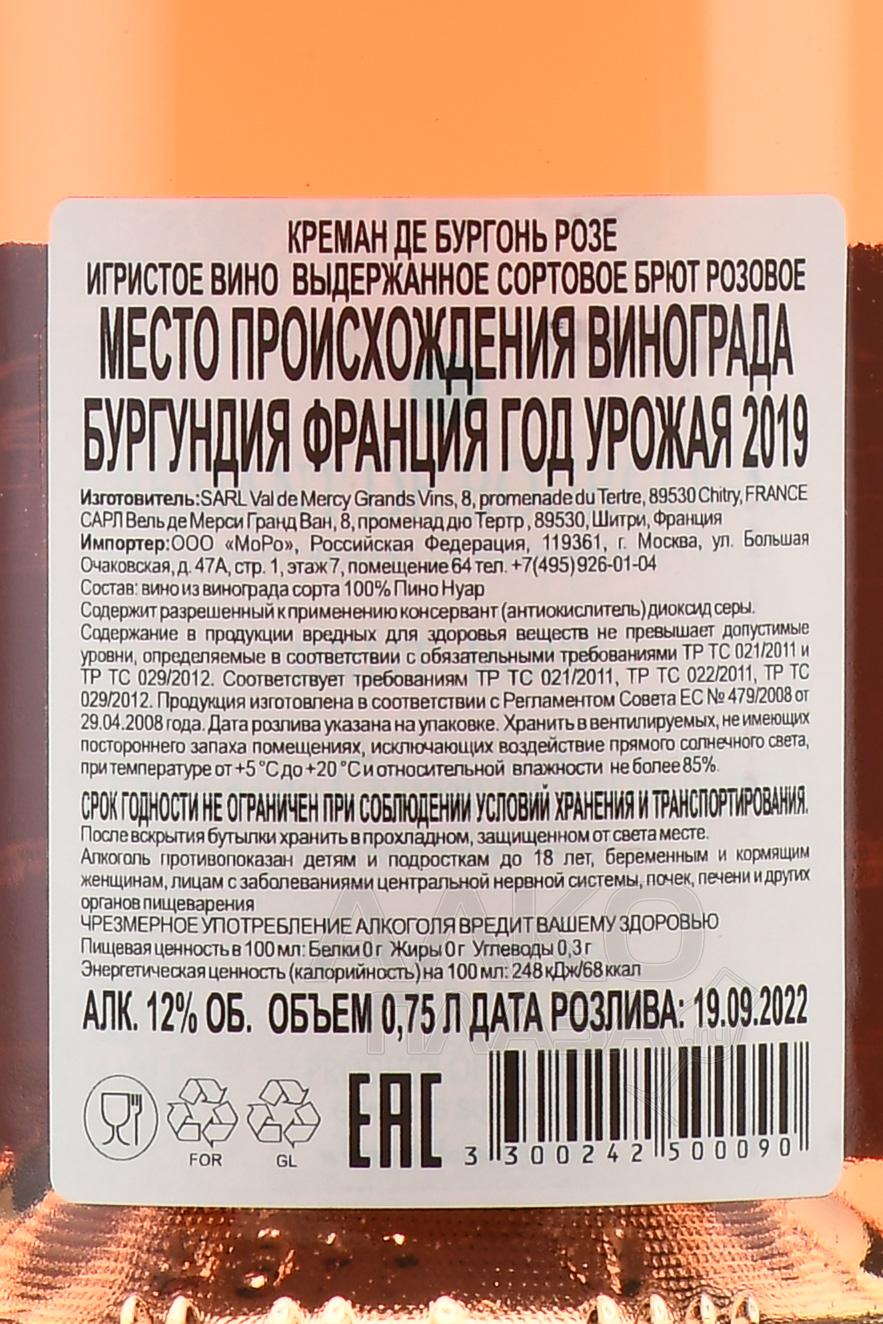 КРЕМАН ДЕ БУРГОНЬ РОЗЕ
ИГРИСТОЕ ВИНО ВЫДЕРЖАННОЕ СОРТОВОЕ БРЮТ РОЗОВОЕ
МЕСТО ПРОИСХОЖДЕНИЯ ВИНОГРАДА
БУРГУНДИЯ ФРАНЦИЯ ГОД УРОЖАЯ 2019
Изготовитель:SARL Val de Mercy Grands Vins, 8, promenade du Tertre, 89530 Chitry, FRANCE
САРЛ Вель де Мерси Гранд Ван, 8, променад дю Тертр , 89530, Шитри, Франция
Импортер:ООО «МоРо», Российская Федерация, 119361, г. Москва, ул. Большая
Очаковская, д. 47А, стр. 1, этаж 7, помещение 64 тел. +7(495) 926-01-04
Состав: вино из винограда сорта 100% Пино Нуар
Содержит разрешенный к применению консервант (антиокислитель) диоксид серы.
Содержание в продукции вредных для здоровья веществ не превышает допустимые
уровни, определяемые в соответствии с обязательными требованиями ТР ТС 021/2011 и
ТР ТС 029/2012. Соответствует требованиям ТР ТС 021/2011, ТР ТС 022/2011, ТР ТС
029/2012. Продукция изготовлена в соответствии с Регламентом Совета ЕС № 479/2008 от
29.04.2008 года. Дата розлива указана на упаковке. Хранить в вентилируемых, не имеющих
постороннего запаха помещениях, исключающих воздействие прямого солнечного света,
при температуре от +5 °С до +20 °С и относительной влажности не более 85%.
СРОК ГОДНОСТИ НЕ ОГРАНИЧЕН ПРИ СОБЛЮДЕНИИ УСЛОВИЙ ХРАНЕНИЯ И ТРАНСПОРТИРОВАНИЯ.
После вскрытия бутылки хранить в прохладном, защищенном от света месте.
Алкоголь противопоказан детям и подросткам до 18 лет, беременным и кормящим
женщинам, лицам с заболеваниями центральной нервной системы, почек, печени и других
органов пищеварения
ЧРЕЗМЕРНОЕ УПОТРЕБЛЕНИЕ АЛКОГОЛЯ ВРЕДИТ ВАШЕМУ ЗДОРОВЬЮ
Пищевая ценность в 100 мл: Белки 0 г Жиры 0 г Углеводы 0,3 г
Энергетическая ценность (калорийность) на 100 мл: 248 кДж/68 ккал
АЛК. 12% ОБ. ОБЪЕМ 0,75 Л ДАТА РОЗЛИВА: 19.09.2022
FOR GL EAC 3 300242 500090
АЛКО
ПЛАЗА